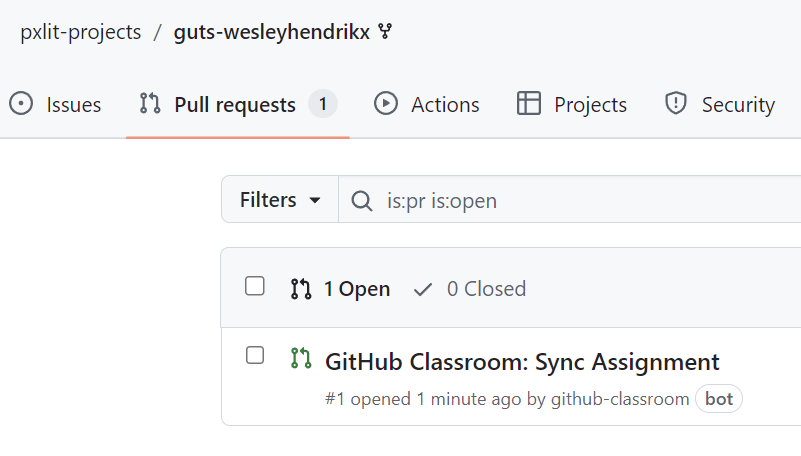 pxlit-projects / guts-wesleyhendrikx
Issues Pull requests 1 Actions Projects Security
Filters is:pr is:open
1 Open 0 Closed
GitHub Classroom: Sync Assignment
#1 opened 1 minute ago by github-classroom bot